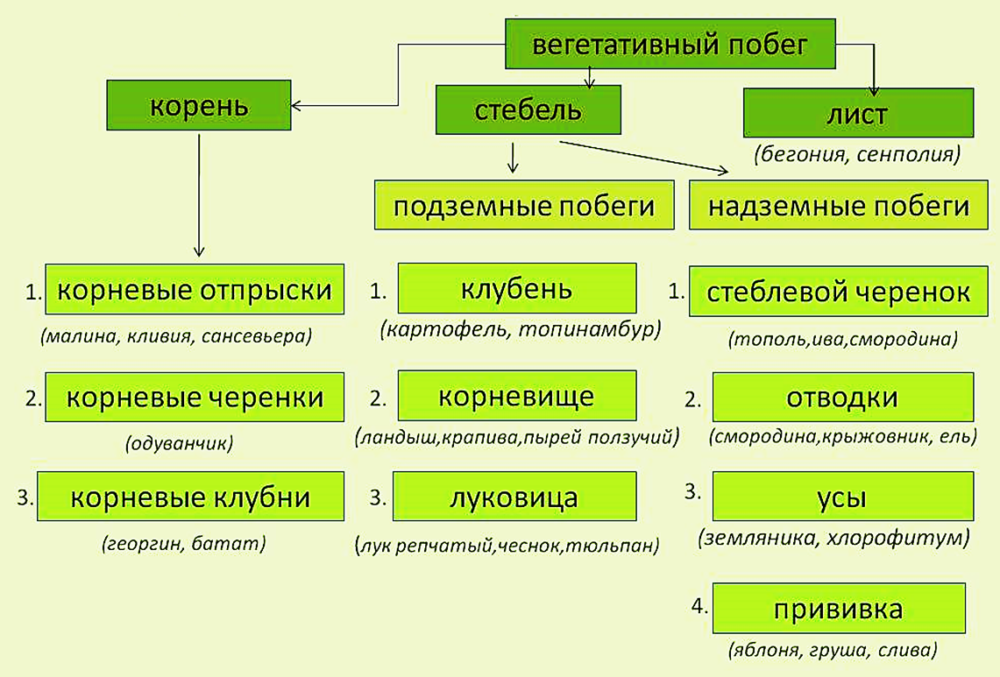 вегетативный побег
корень
стебель
лист
(бегония, сенполия)
подземные побеги
надземные побеги
1. корневые отпрыски
(малина, кливия, сансевьера)
2. корневые черенки
(одуванчик)
3. корневые клубни
(георгин, батат)
1. клубень
(картофель, топинамбур)
2. корневище
(ландыш,крапива,пырей ползучий)
3. луковица
(лук репчатый,чеснок,тюльпан)
1. стеблевой черенок
(тополь,ива,смородина)
2. отводки
(смородина,крыжовник, ель)
3. усы
(земляника, хлорофитум)
4. прививка
(яблоня, груша, слива)